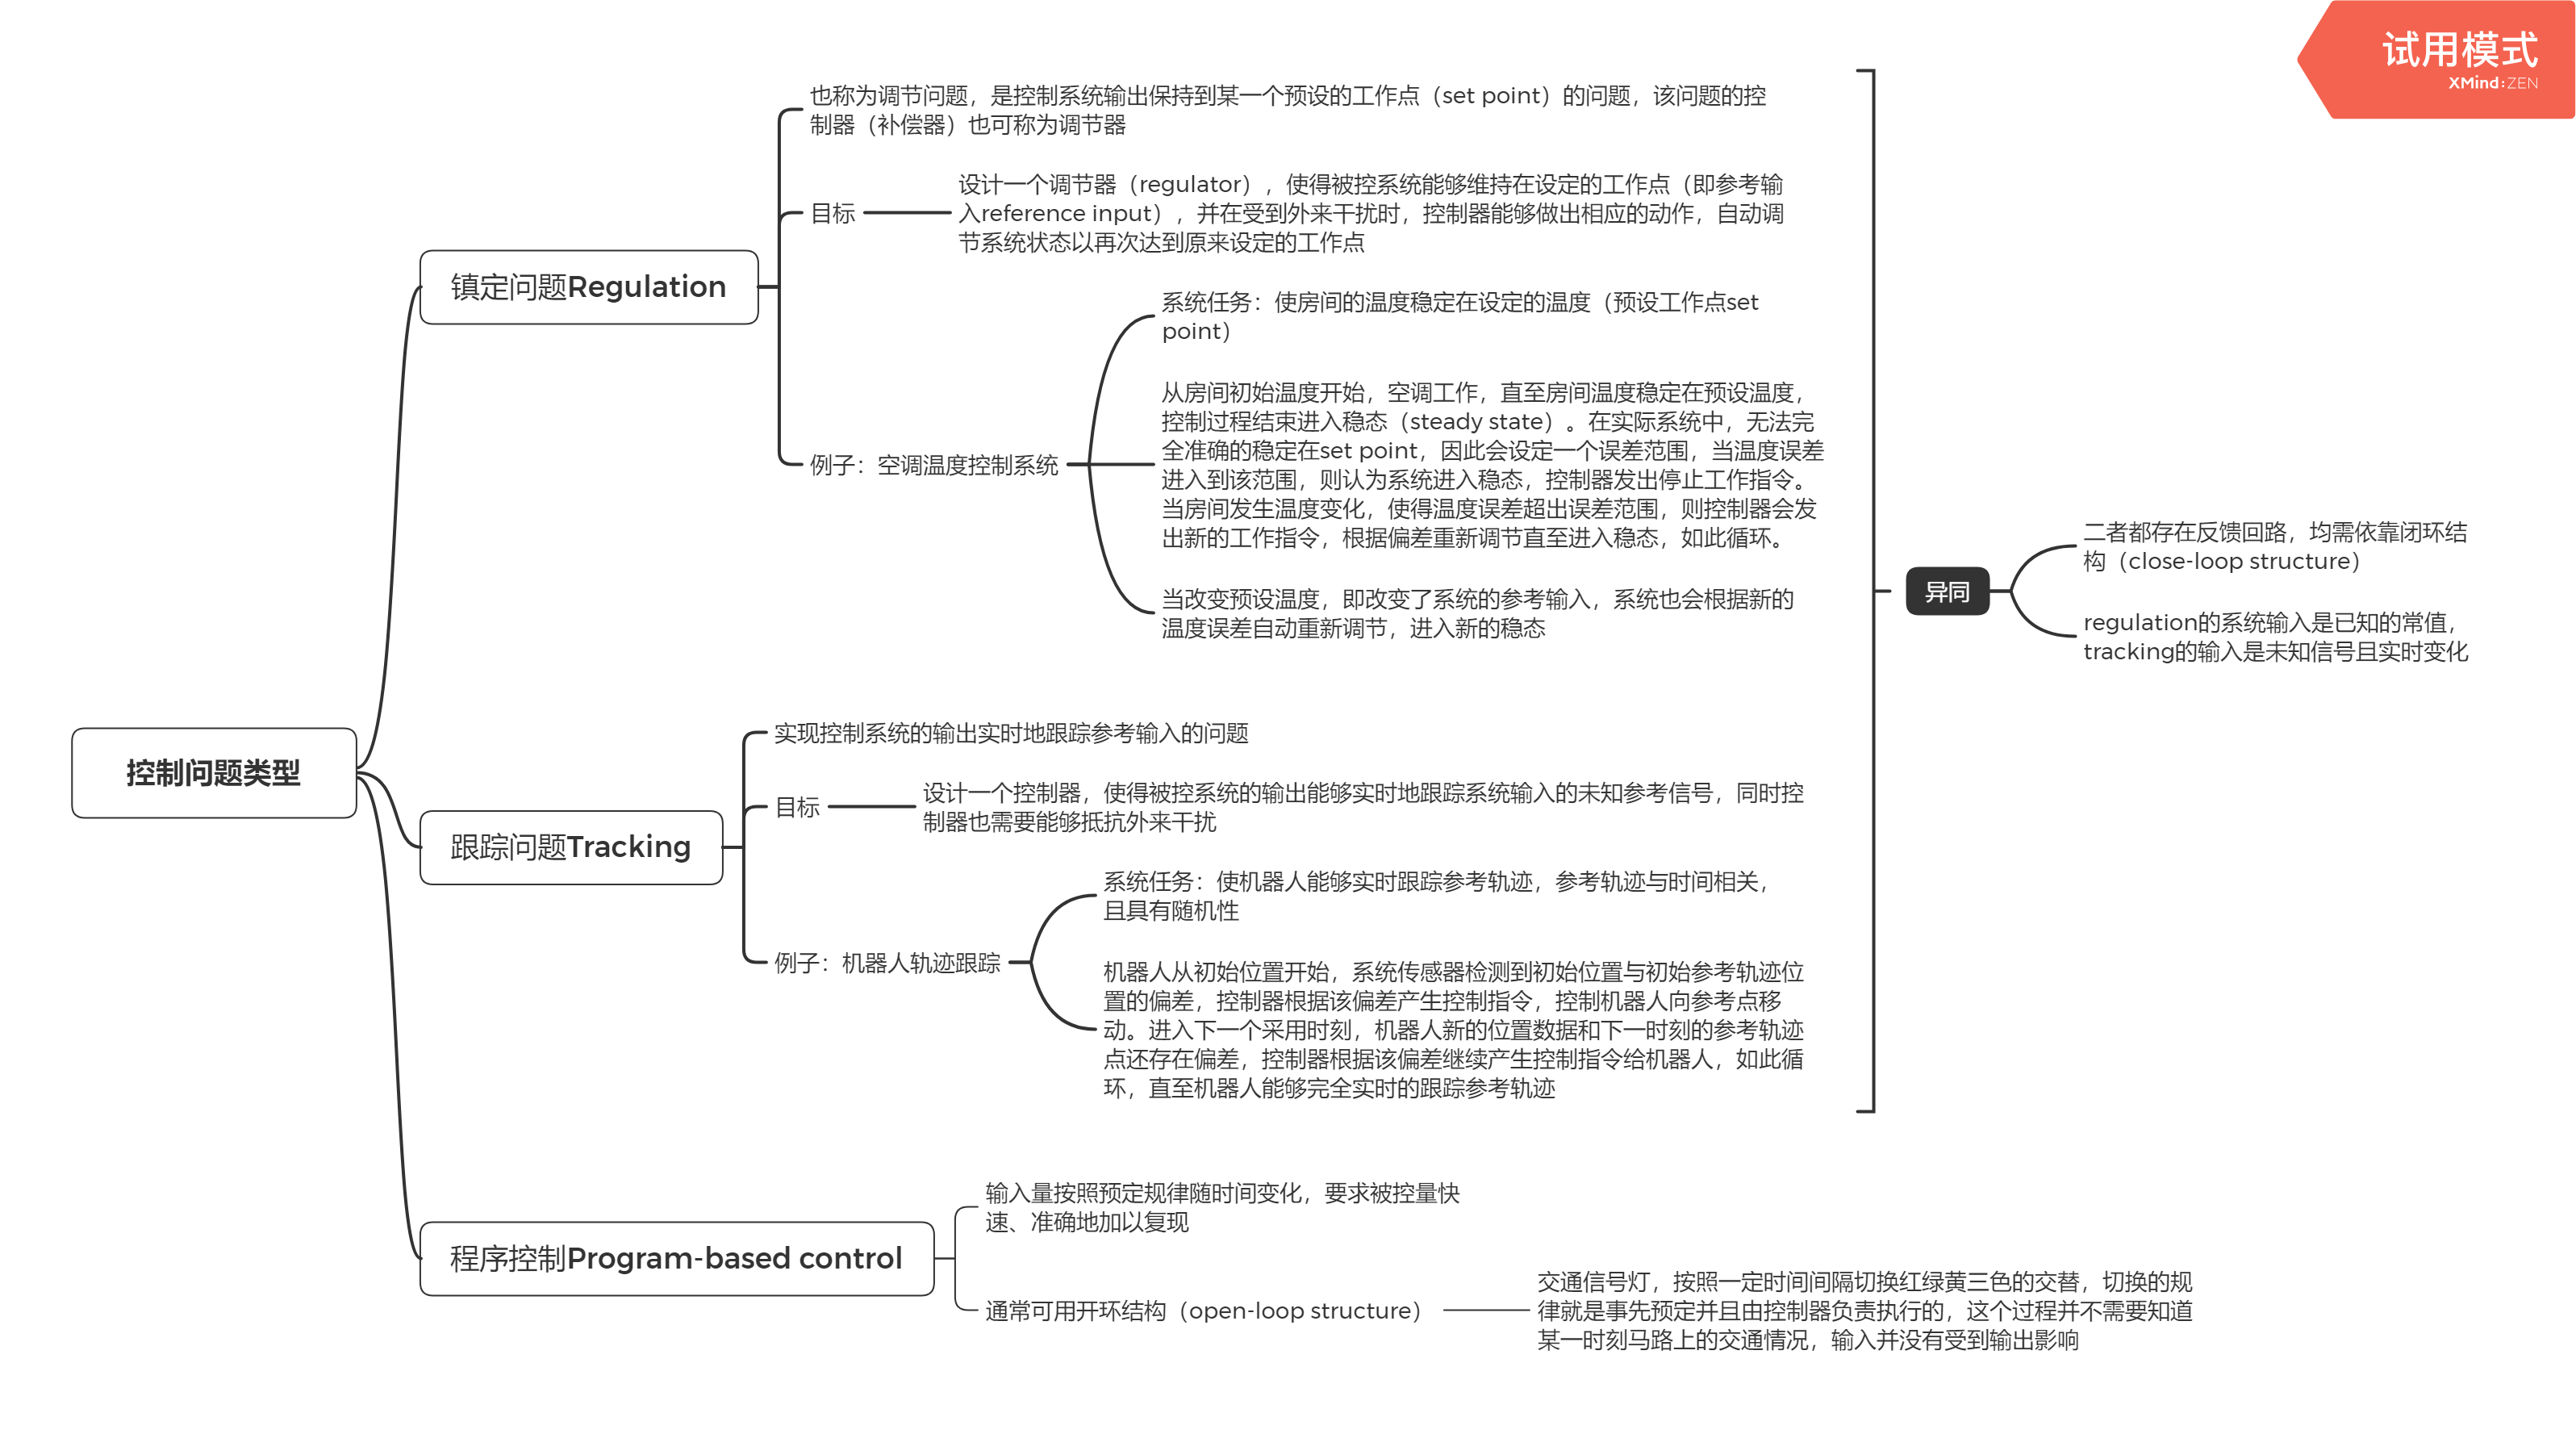 试用模式
XMind:ZEN
也称为调节问题，是控制系统输出保持到某一个预设的工作点（set point）的问题，该问题的控
制器（补偿器）也可称为调节器
目标
设计一个调节器（regulator），使得被控系统能够维持在设定的工作点（即参考输
入reference input），并在受到外来干扰时，控制器能够做出相应的动作，自动调
节系统状态以再次达到原来设定的工作点
镇定问题Regulation
系统任务：使房间的温度稳定在设定的温度（预设工作点set
point）
从房间初始温度开始，空调工作，直至房间温度稳定在预设温度，
控制过程结束进入稳态（steady state）。在实际系统中，无法完
全准确的稳定在set point，因此会设定一个误差范围，当温度误差
进入到该范围，则认为系统进入稳态，控制器发出停止工作指令。
当房间发生温度变化，使得温度误差超出误差范围，则控制器会发
出新的工作指令，根据偏差重新调节直至进入稳态，如此循环。
例子：空调温度控制系统
当改变预设温度，即改变了系统的参考输入，系统也会根据新的
温度误差自动重新调节，进入新的稳态
二者都存在反馈回路，均需依靠闭环结
构（close-loop structure）
异同
regulation的系统输入是已知的常值，
tracking的输入是未知信号且实时变化
控制问题类型
实现控制系统的输出实时地跟踪参考输入的问题
目标
设计一个控制器，使得被控系统的输出能够实时地跟踪系统输入的未知参考信号，同时控
制器也需要能够抵抗外来干扰
跟踪问题Tracking
系统任务：使机器人能够实时跟踪参考轨迹，参考轨迹与时间相关，
且具有随机性
例子：机器人轨迹跟踪
机器人从初始位置开始，系统传感器检测到初始位置与初始参考轨迹位
置的偏差，控制器根据该偏差产生控制指令，控制机器人向参考点移
动。进入下一个采用时刻，机器人新的位置数据和下一时刻的参考轨迹
点还存在偏差，控制器根据该偏差继续产生控制指令给机器人，如此循
环，直至机器人能够完全实时的跟踪参考轨迹
输入量按照预定规律随时间变化，要求被控量快
速、准确地加以复现
程序控制Program-based control
通常可用开环结构（open-loop structure）
交通信号灯，按照一定时间间隔切换红绿黄三色的交替，切换的规
律就是事先预定并且由控制器负责执行的，这个过程并不需要知道
某一时刻马路上的交通情况，输入并没有受到输出影响